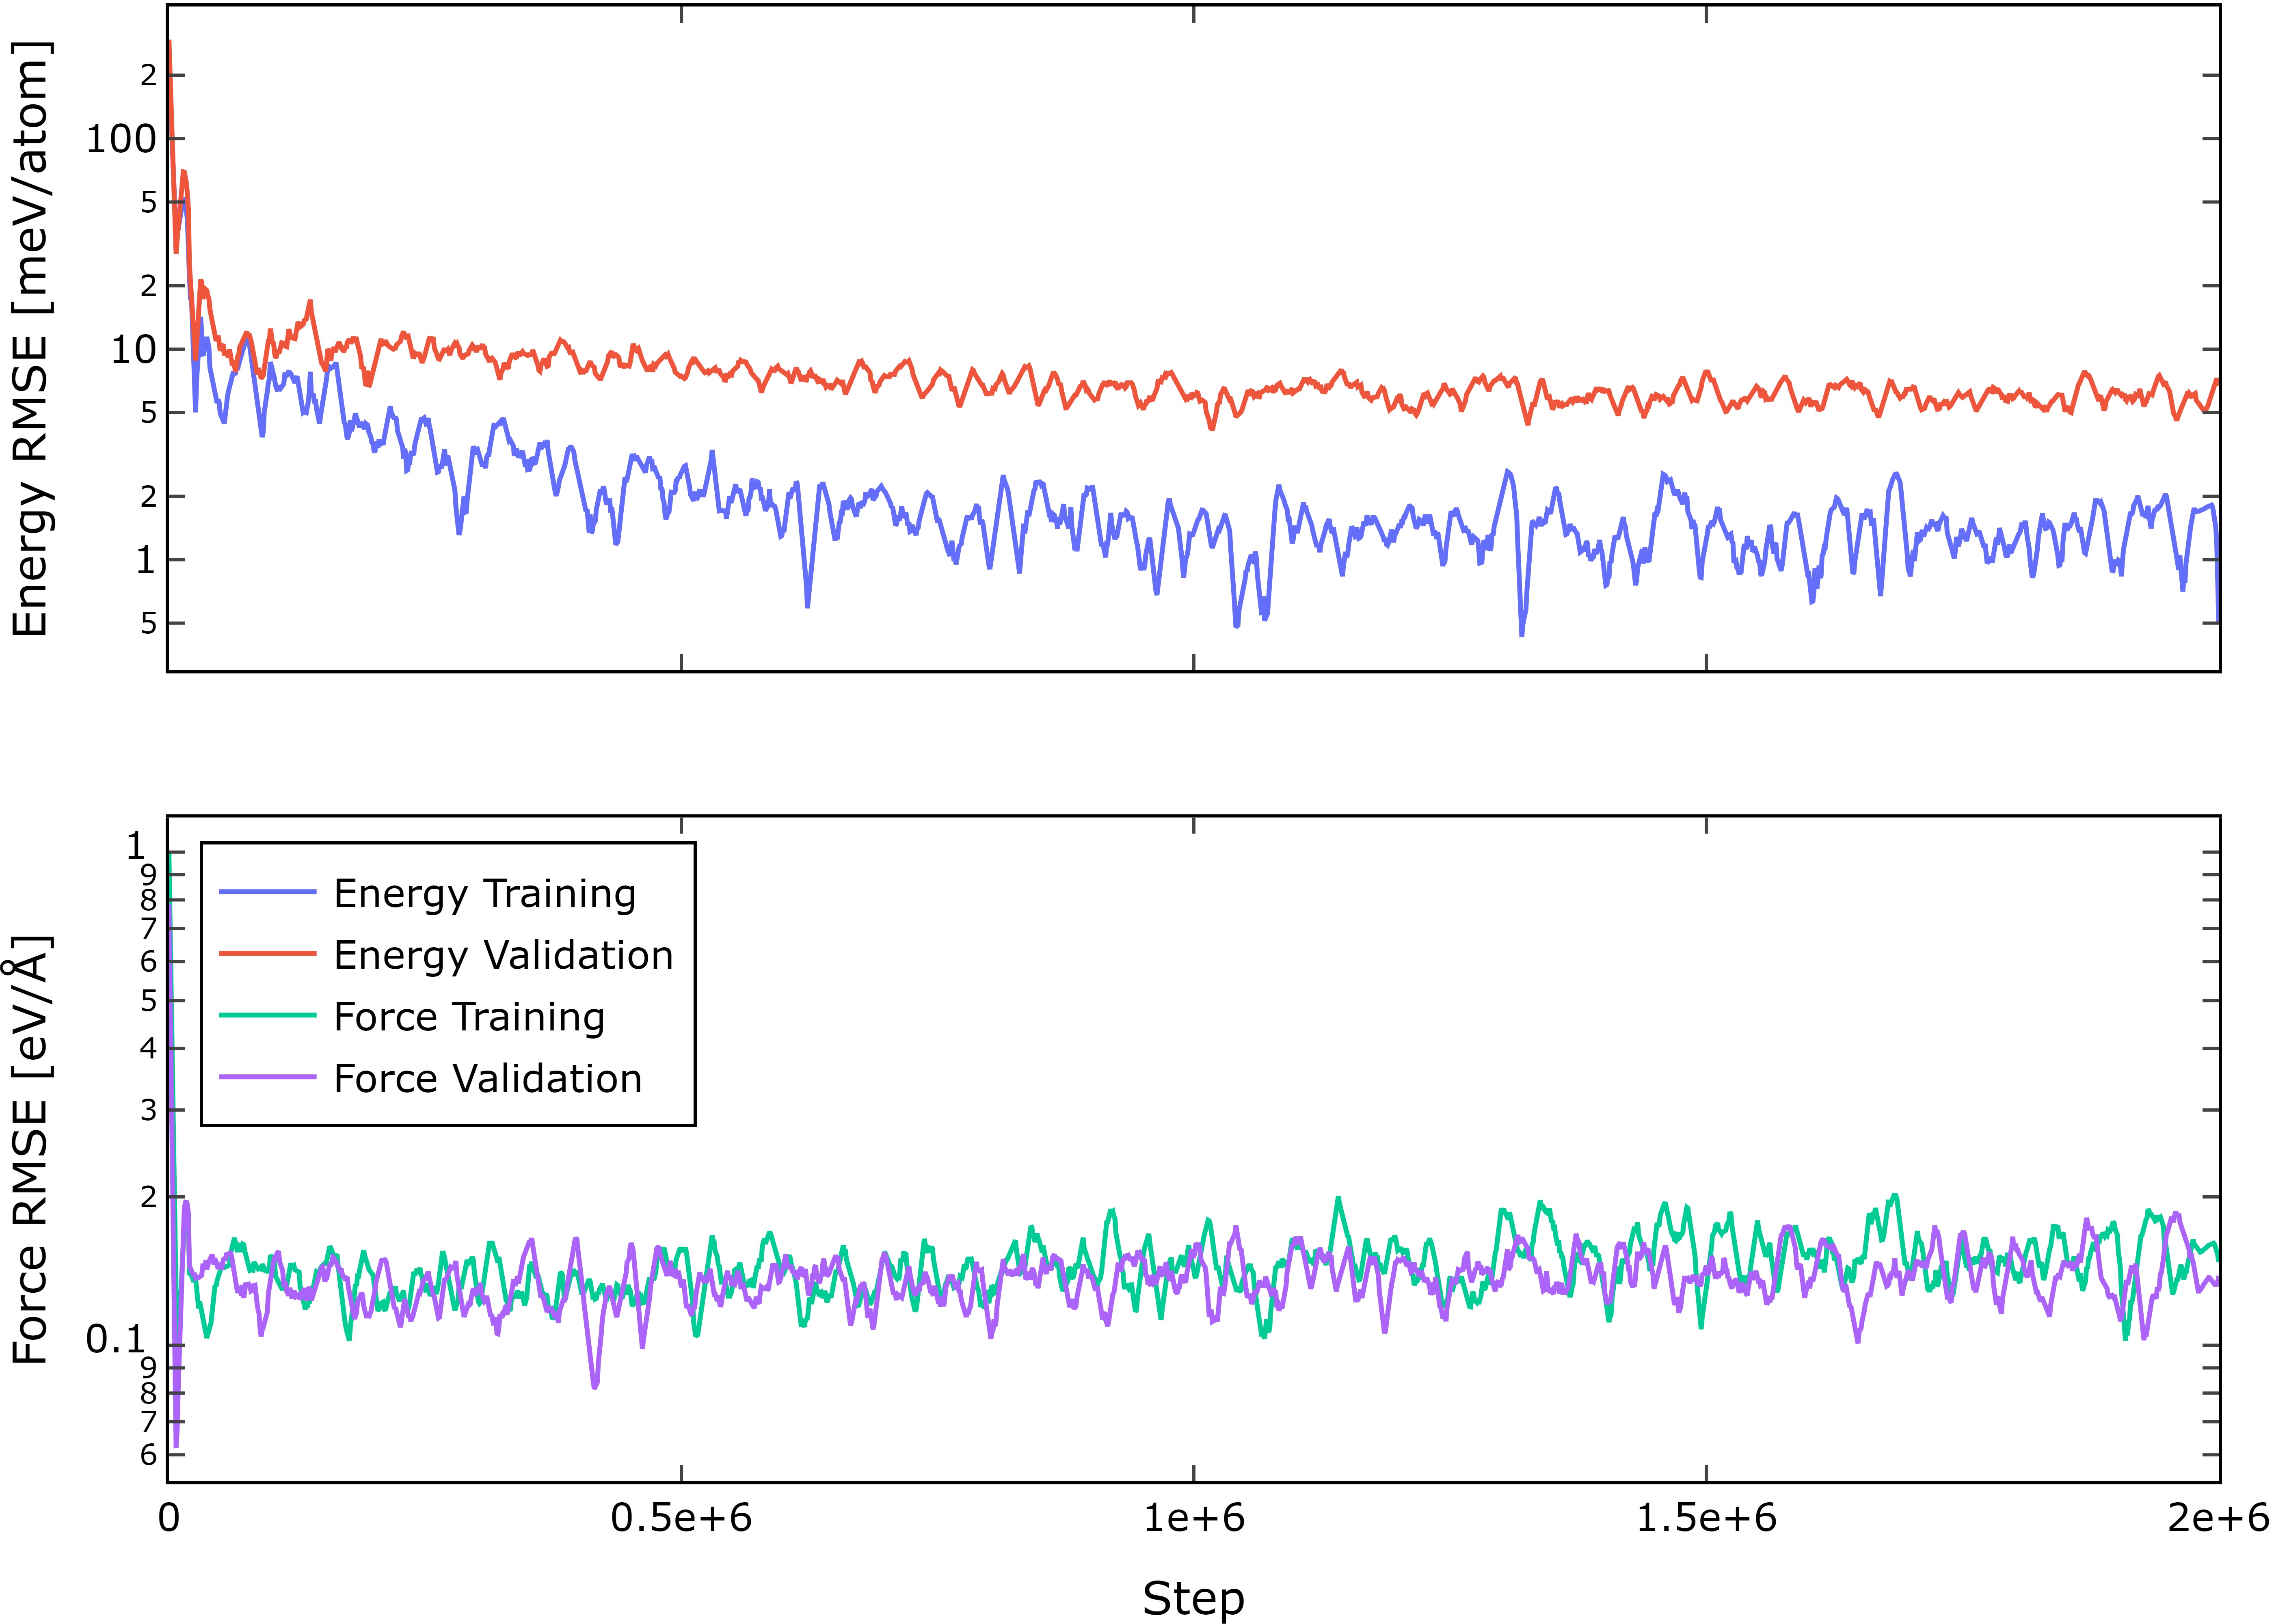 Energy RMSE [meV/atom]
2
100
5
2
10
5
2
1
5
Force RMSE [eV/Å]
1
9
8
7
6
5
4
3
2
0.1
9
8
7
6
Energy Training
Energy Validation
Force Training
Force Validation
0 0.5e+6 1e+6 1.5e+6 2e+6
Step